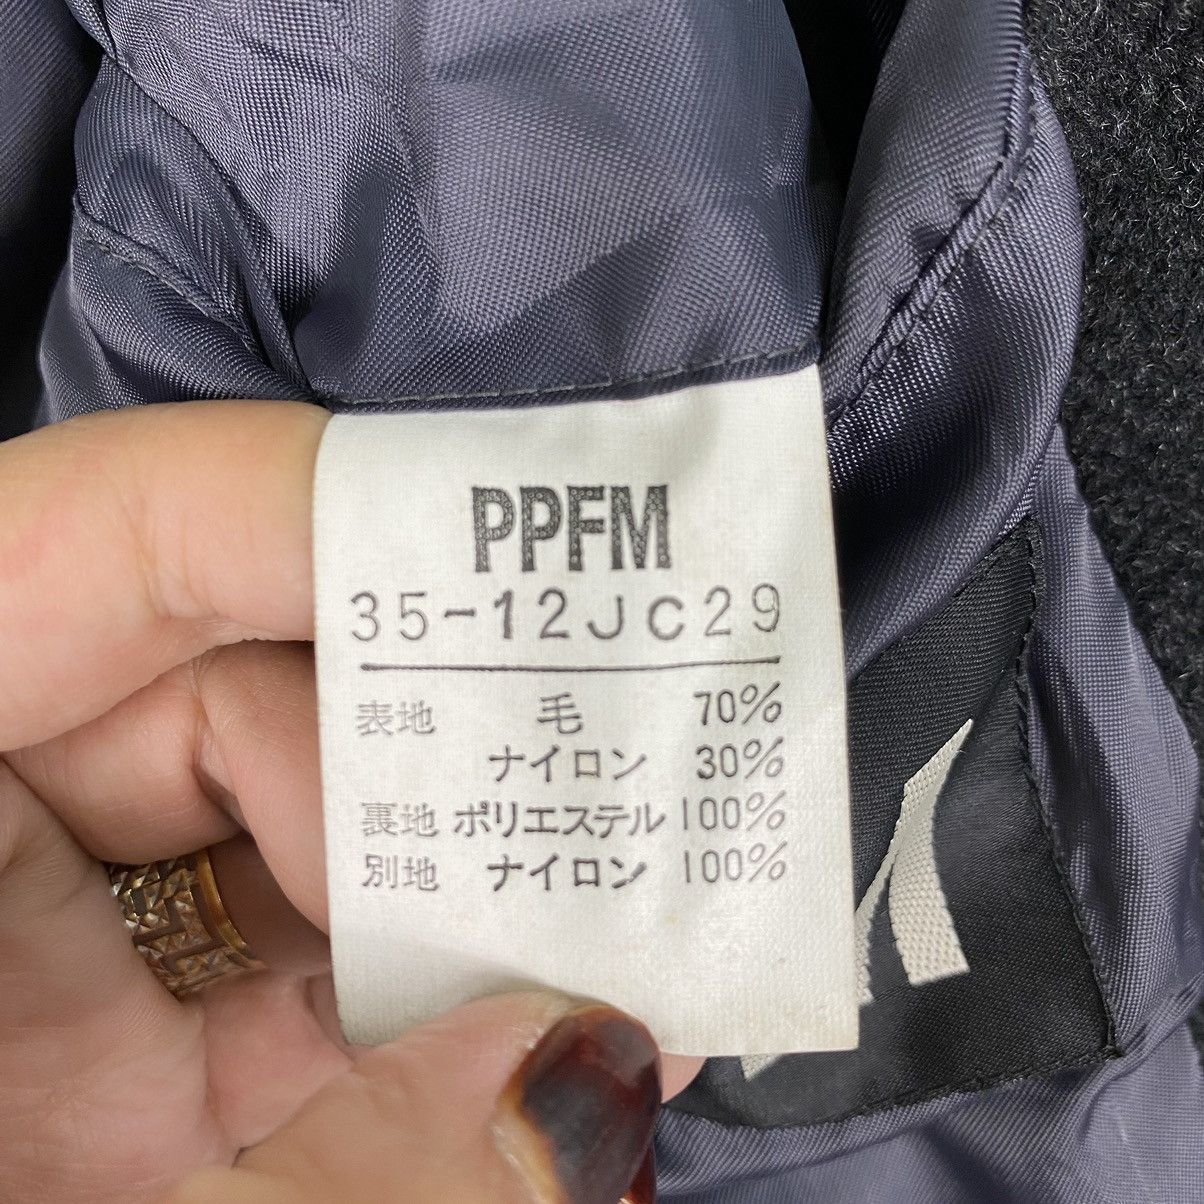 PPFM
35-12JC29
表地 毛 70%
ナイロン 30%
裏地 ポリエステル 100%
別地 ナイロン 100%